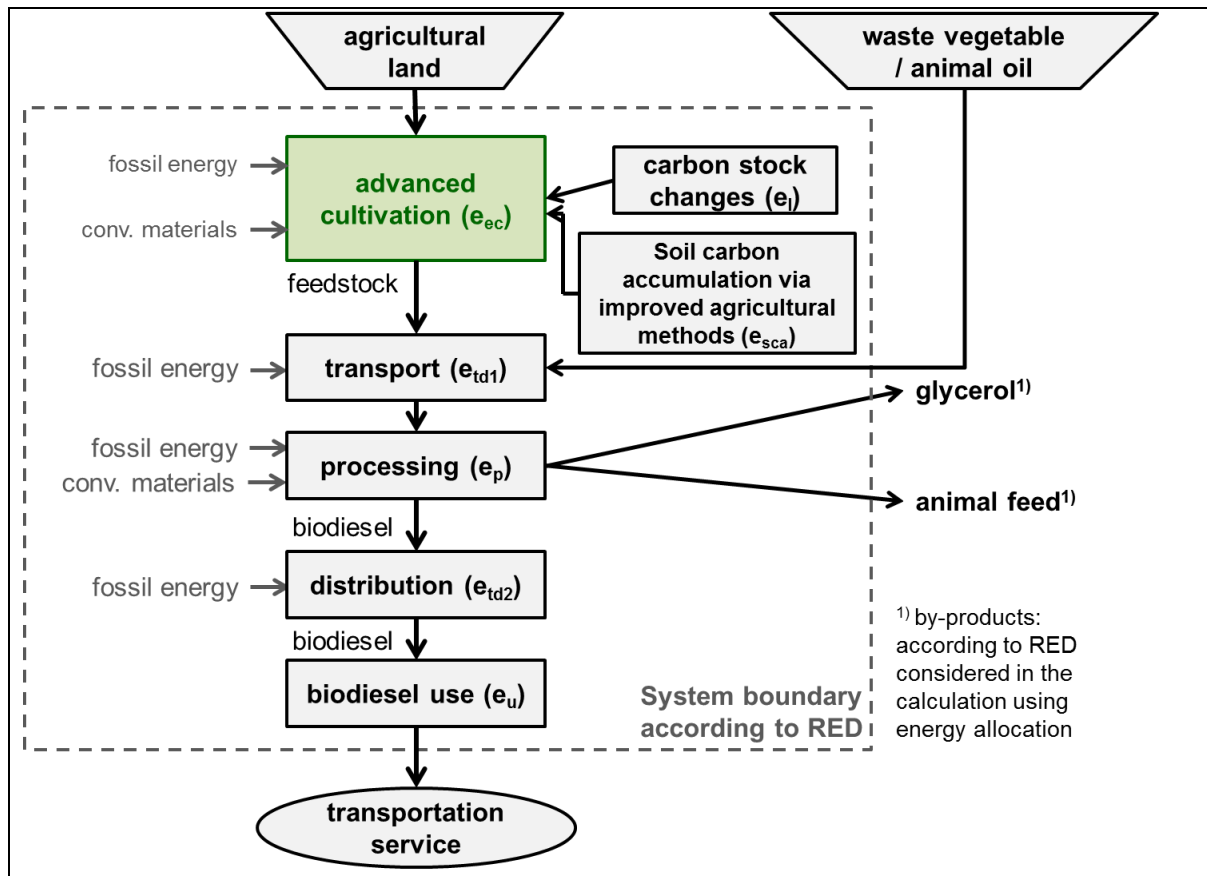 agricultural
land
waste vegetable
/ animal oil
fossil energy
conv. materials
advanced
cultivation (eec)
carbon stock
changes (el)
Soil carbon
accumulation via
improved agricultural
methods (esca)
feedstock
fossil energy
transport (etd1)
glycerol1)
fossil energy
conv. materials
processing (ep)
animal feed1)
biodiesel
fossil energy
distribution (etd2)
biodiesel
biodiesel use (eu)
System boundary
according to RED
1) by-products:
according to RED
considered in the
calculation using
energy allocation
transportation
service